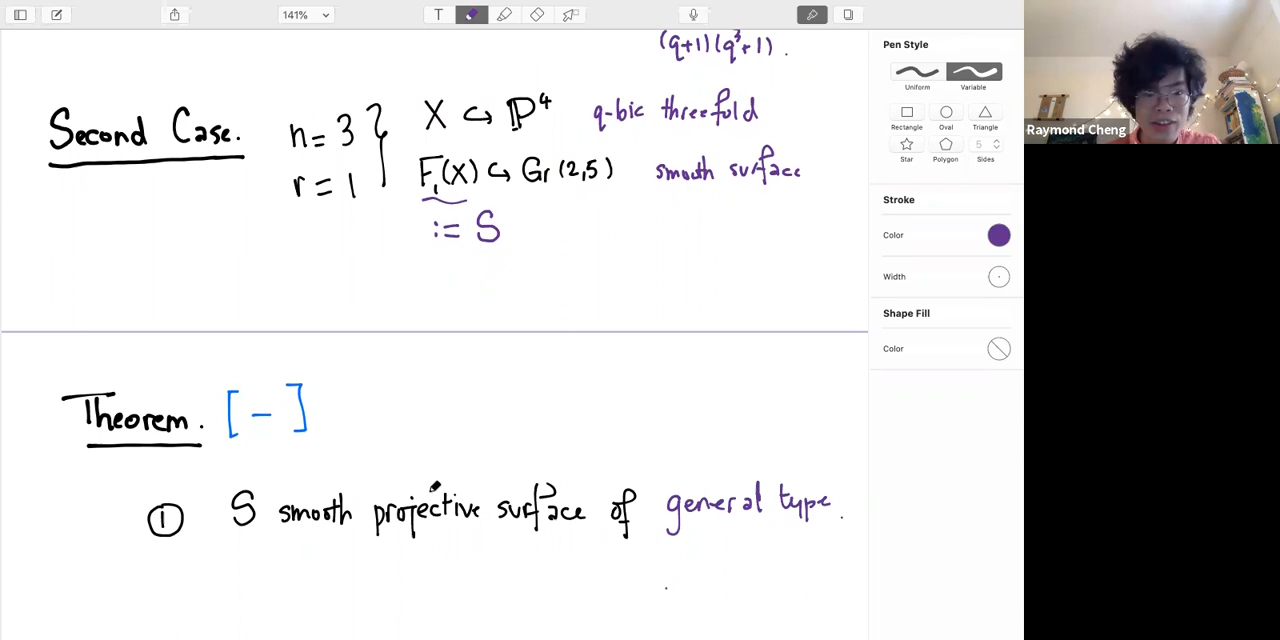 141%
T
(q+1)(q³+1).
Second Case. n=3 } X ↪ ℙ⁴ q-bic threefold
r=1 F₁(X) ↪ Gr(2,5) smooth surface
:= S
Theorem. [-]
① S smooth projective surface of general type.
Pen Style
Uniform Variable
Rectangle Oval Triangle
5
Star Polygon Sides
Stroke
Color
Width
Shape Fill
Color
Raymond Cheng